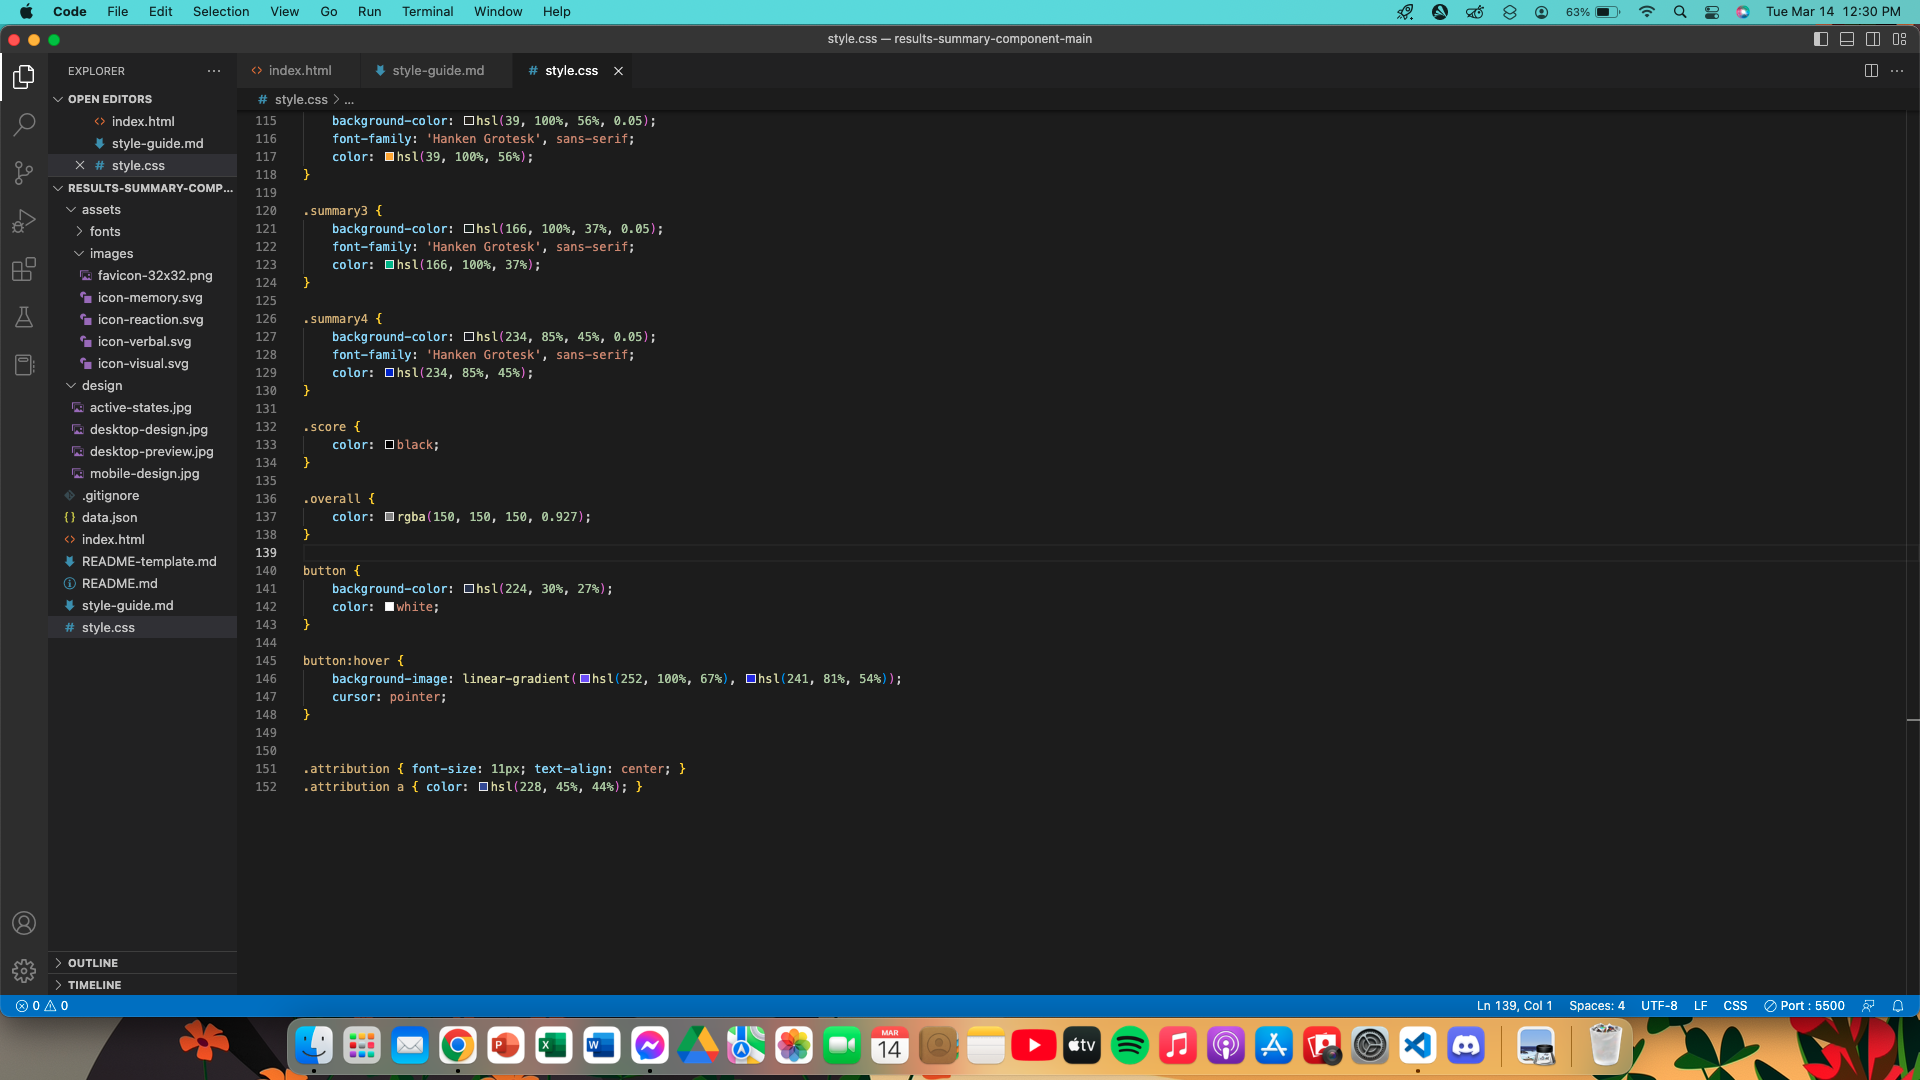 Code File Edit Selection View Go Run Terminal Window Help 63% Tue Mar 14 12:30 PM
style.css — results-summary-component-main
EXPLORER
OPEN EDITORS
index.html
style-guide.md
style.css
RESULTS-SUMMARY-COMP...
assets
fonts
images
favicon-32x32.png
icon-memory.svg
icon-reaction.svg
icon-verbal.svg
icon-visual.svg
design
active-states.jpg
desktop-design.jpg
desktop-preview.jpg
mobile-design.jpg
.gitignore
data.json
index.html
README-template.md
README.md
style-guide.md
style.css
OUTLINE
TIMELINE
index.html style-guide.md style.css
style.css > ...
115 background-color: hsl(39, 100%, 56%, 0.05);
116 font-family: 'Hanken Grotesk', sans-serif;
117 color: hsl(39, 100%, 56%);
118 }
119
120 .summary3 {
121 background-color: hsl(166, 100%, 37%, 0.05);
122 font-family: 'Hanken Grotesk', sans-serif;
123 color: hsl(166, 100%, 37%);
124 }
125
126 .summary4 {
127 background-color: hsl(234, 85%, 45%, 0.05);
128 font-family: 'Hanken Grotesk', sans-serif;
129 color: hsl(234, 85%, 45%);
130 }
131
132 .score {
133 color: black;
134 }
135
136 .overall {
137 color: rgba(150, 150, 150, 0.927);
138 }
139
140 button {
141 background-color: hsl(224, 30%, 27%);
142 color: white;
143 }
144
145 button:hover {
146 background-image: linear-gradient(hsl(252, 100%, 67%), hsl(241, 81%, 54%));
147 cursor: pointer;
148 }
149
150
151 .attribution { font-size: 11px; text-align: center; }
152 .attribution a { color: hsl(228, 45%, 44%); }
0 0 Ln 139, Col 1 Spaces: 4 UTF-8 LF CSS Port : 5500
MAR
14
tv